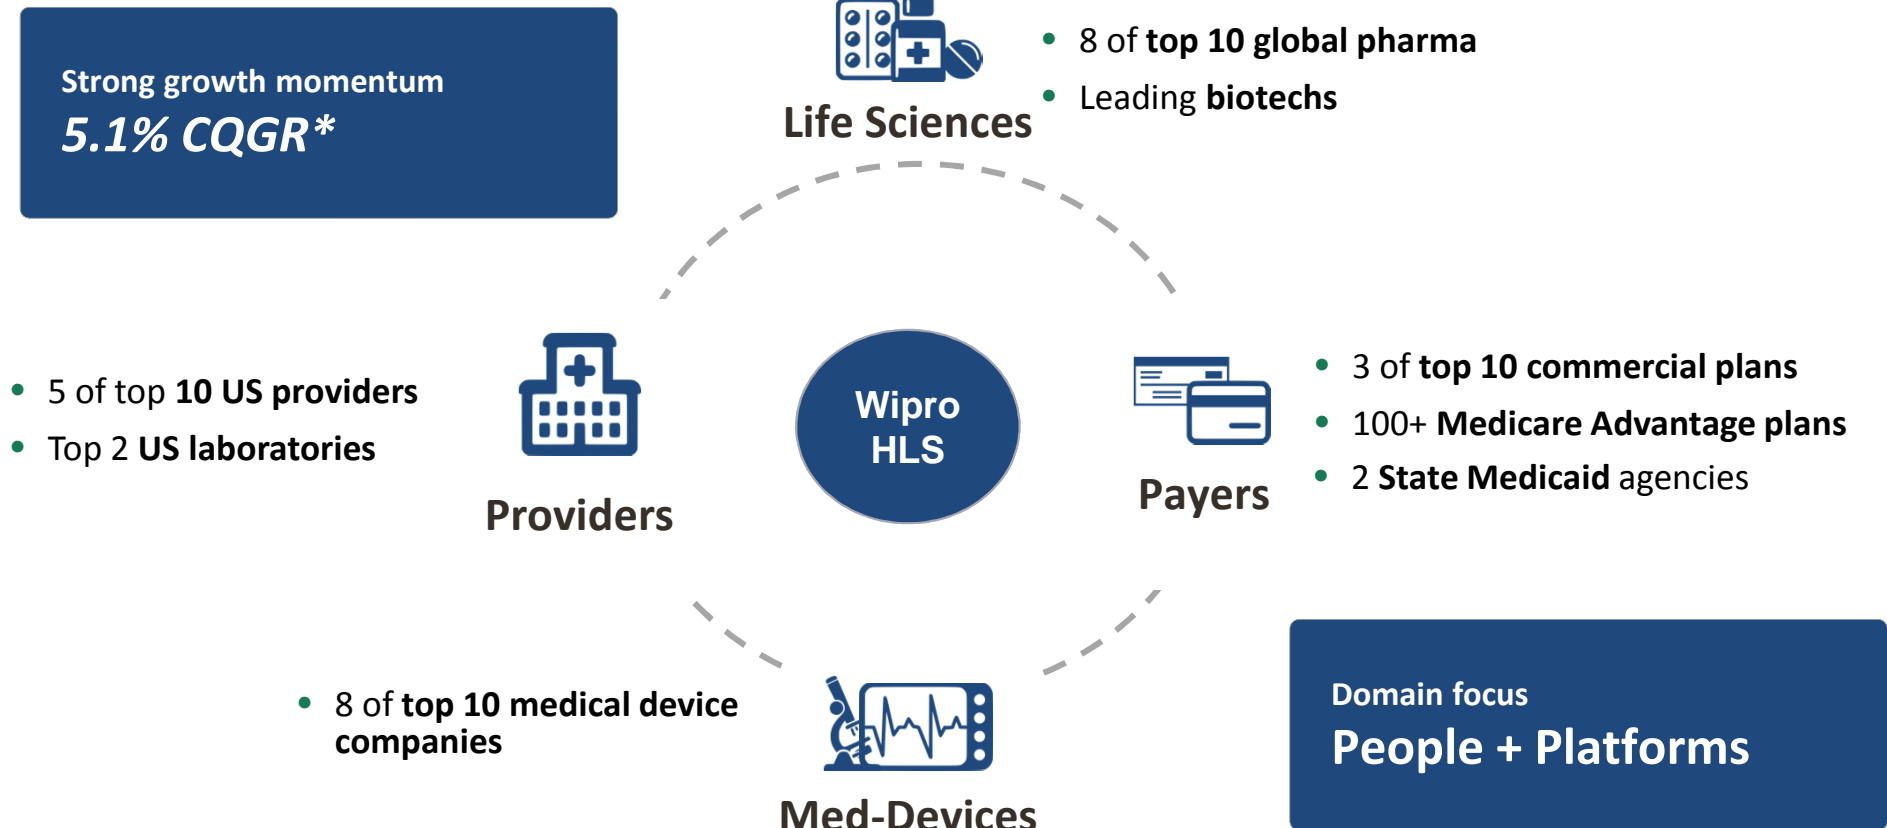 Strong growth momentum
5.1% CQGR*
• 8 of top 10 global pharma
• Leading biotechs
Life Sciences
• 5 of top 10 US providers
• Top 2 US laboratories
Providers
Wipro
HLS
• 3 of top 10 commercial plans
• 100+ Medicare Advantage plans
• 2 State Medicaid agencies
Payers
• 8 of top 10 medical device
companies
Med-Devices
Domain focus
People + Platforms